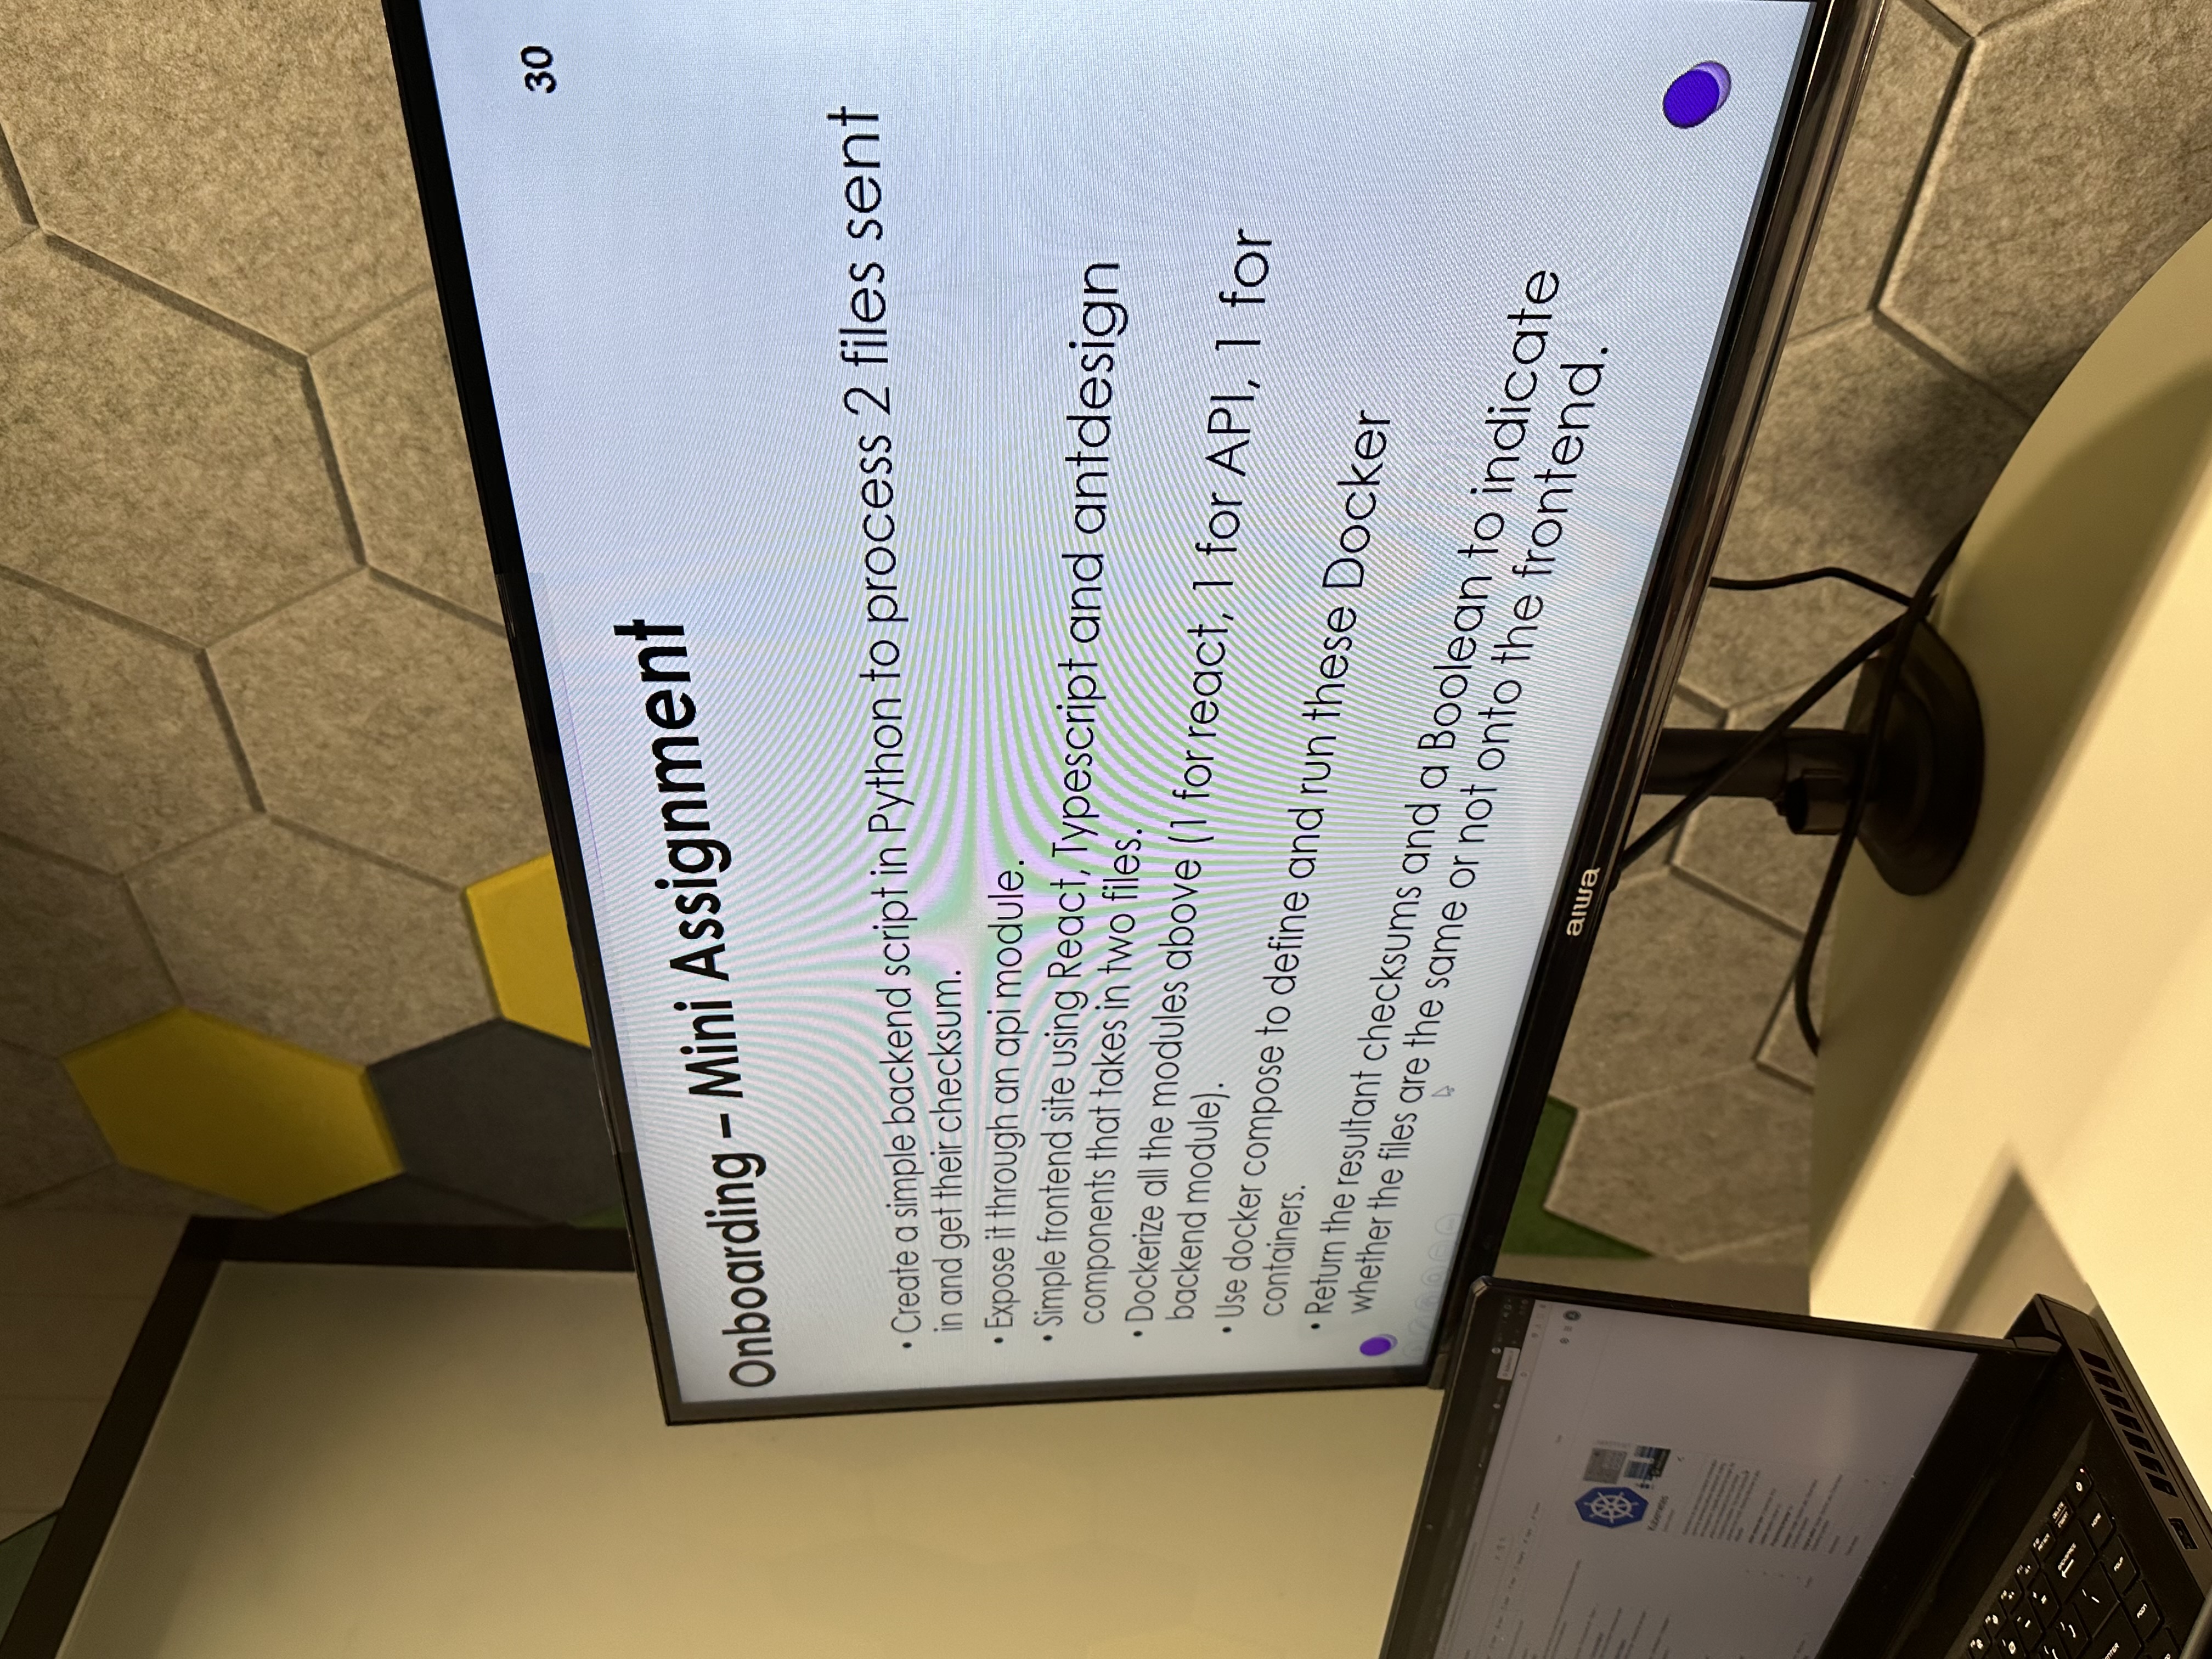 30
Onboarding – Mini Assignment
• Create a simple backend script in Python to process 2 files sent
in and get their checksum.
• Expose it through an api module.
• Simple frontend site using React, Typescript and antdesign
components that takes in two files.
• Dockerize all the modules above (1 for react, 1 for API, 1 for
backend module).
• Use docker compose to define and run these Docker
containers.
• Return the resultant checksums and a Boolean to indicate
whether the files are the same or not onto the frontend.
aiwa
Kubernetes